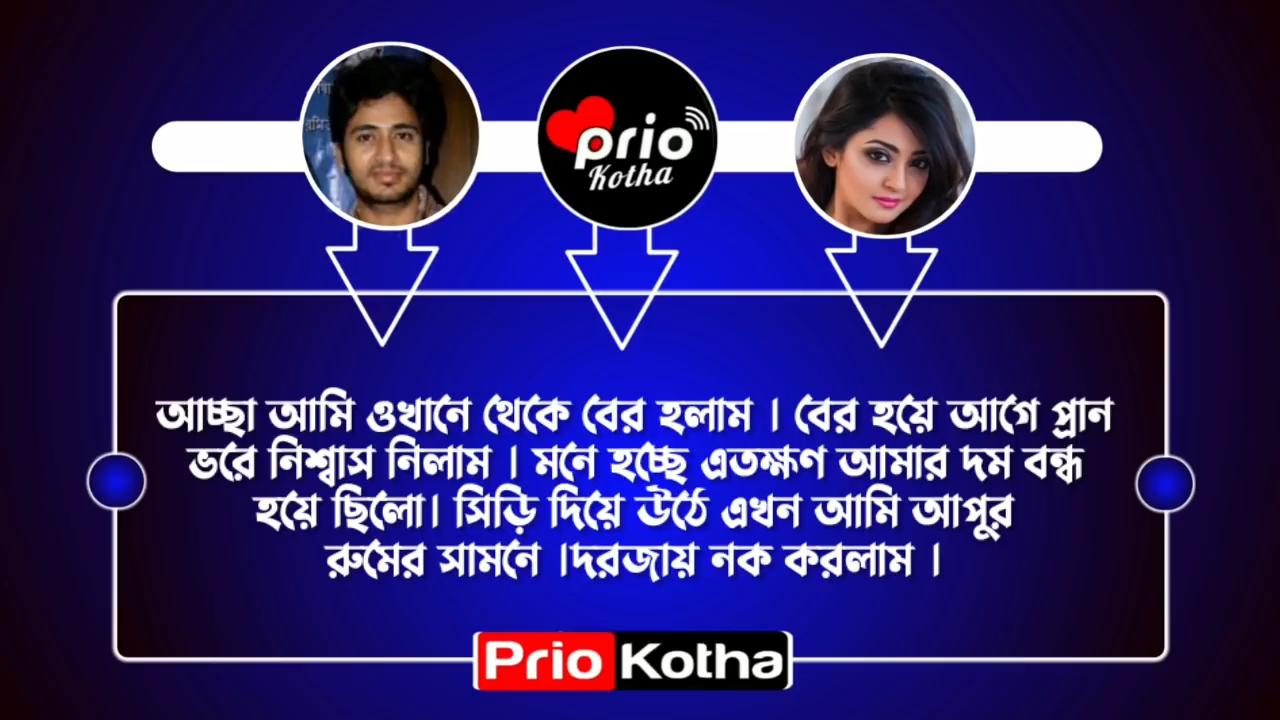 prio
Kotha
আচ্ছা আমি ওখানে থেকে বের হলাম । বের হয়ে আগে প্রান
ভরে নিশ্বাস নিলাম । মনে হচ্ছে এতক্ষণ আমার দম বন্ধ
হয়ে ছিলো। সিড়ি দিয়ে উঠে এখন আমি আপুর
রুমের সামনে ।দরজায় নক করলাম ।
Prio Kotha